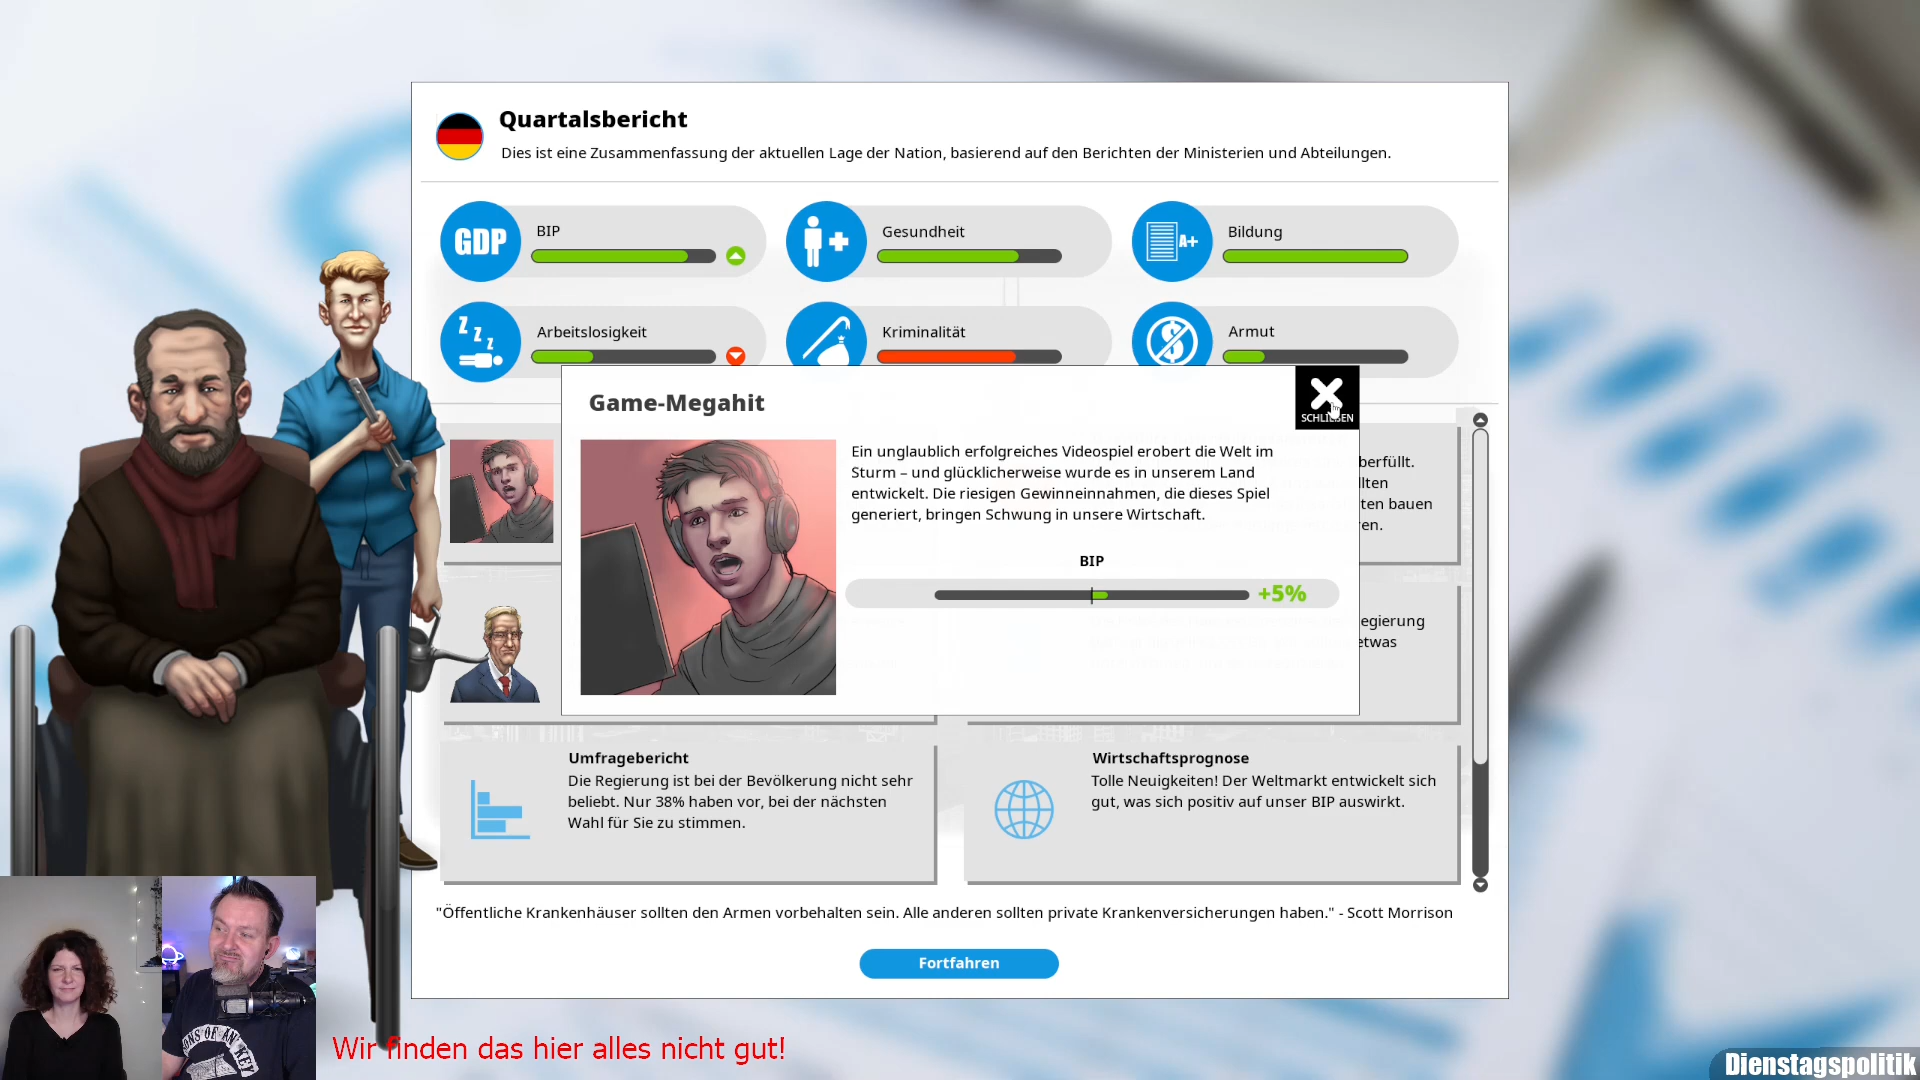 Quartalsbericht
Dies ist eine Zusammenfassung der aktuellen Lage der Nation, basierend auf den Berichten der Ministerien und Abteilungen.
GDP
BIP
Gesundheit
A+
Bildung
Z
Z
Z
Arbeitslosigkeit
Kriminalität
$
Armut
Game-Megahit
SCHLIEßEN
Ein unglaublich erfolgreiches Videospiel erobert die Welt im
Sturm – und glücklicherweise wurde es in unserem Land
entwickelt. Die riesigen Gewinneinnahmen, die dieses Spiel
generiert, bringen Schwung in unsere Wirtschaft.
BIP
+5%
berfüllt.
llten
ten bauen
en.
egierung
etwas
Umfragebericht
Die Regierung ist bei der Bevölkerung nicht sehr
beliebt. Nur 38% haben vor, bei der nächsten
Wahl für Sie zu stimmen.
Wirtschaftsprognose
Tolle Neuigkeiten! Der Weltmarkt entwickelt sich
gut, was sich positiv auf unser BIP auswirkt.
"Öffentliche Krankenhäuser sollten den Armen vorbehalten sein. Alle anderen sollten private Krankenversicherungen haben." - Scott Morrison
Fortfahren
Wir finden das hier alles nicht gut!
Dienstagspolitik